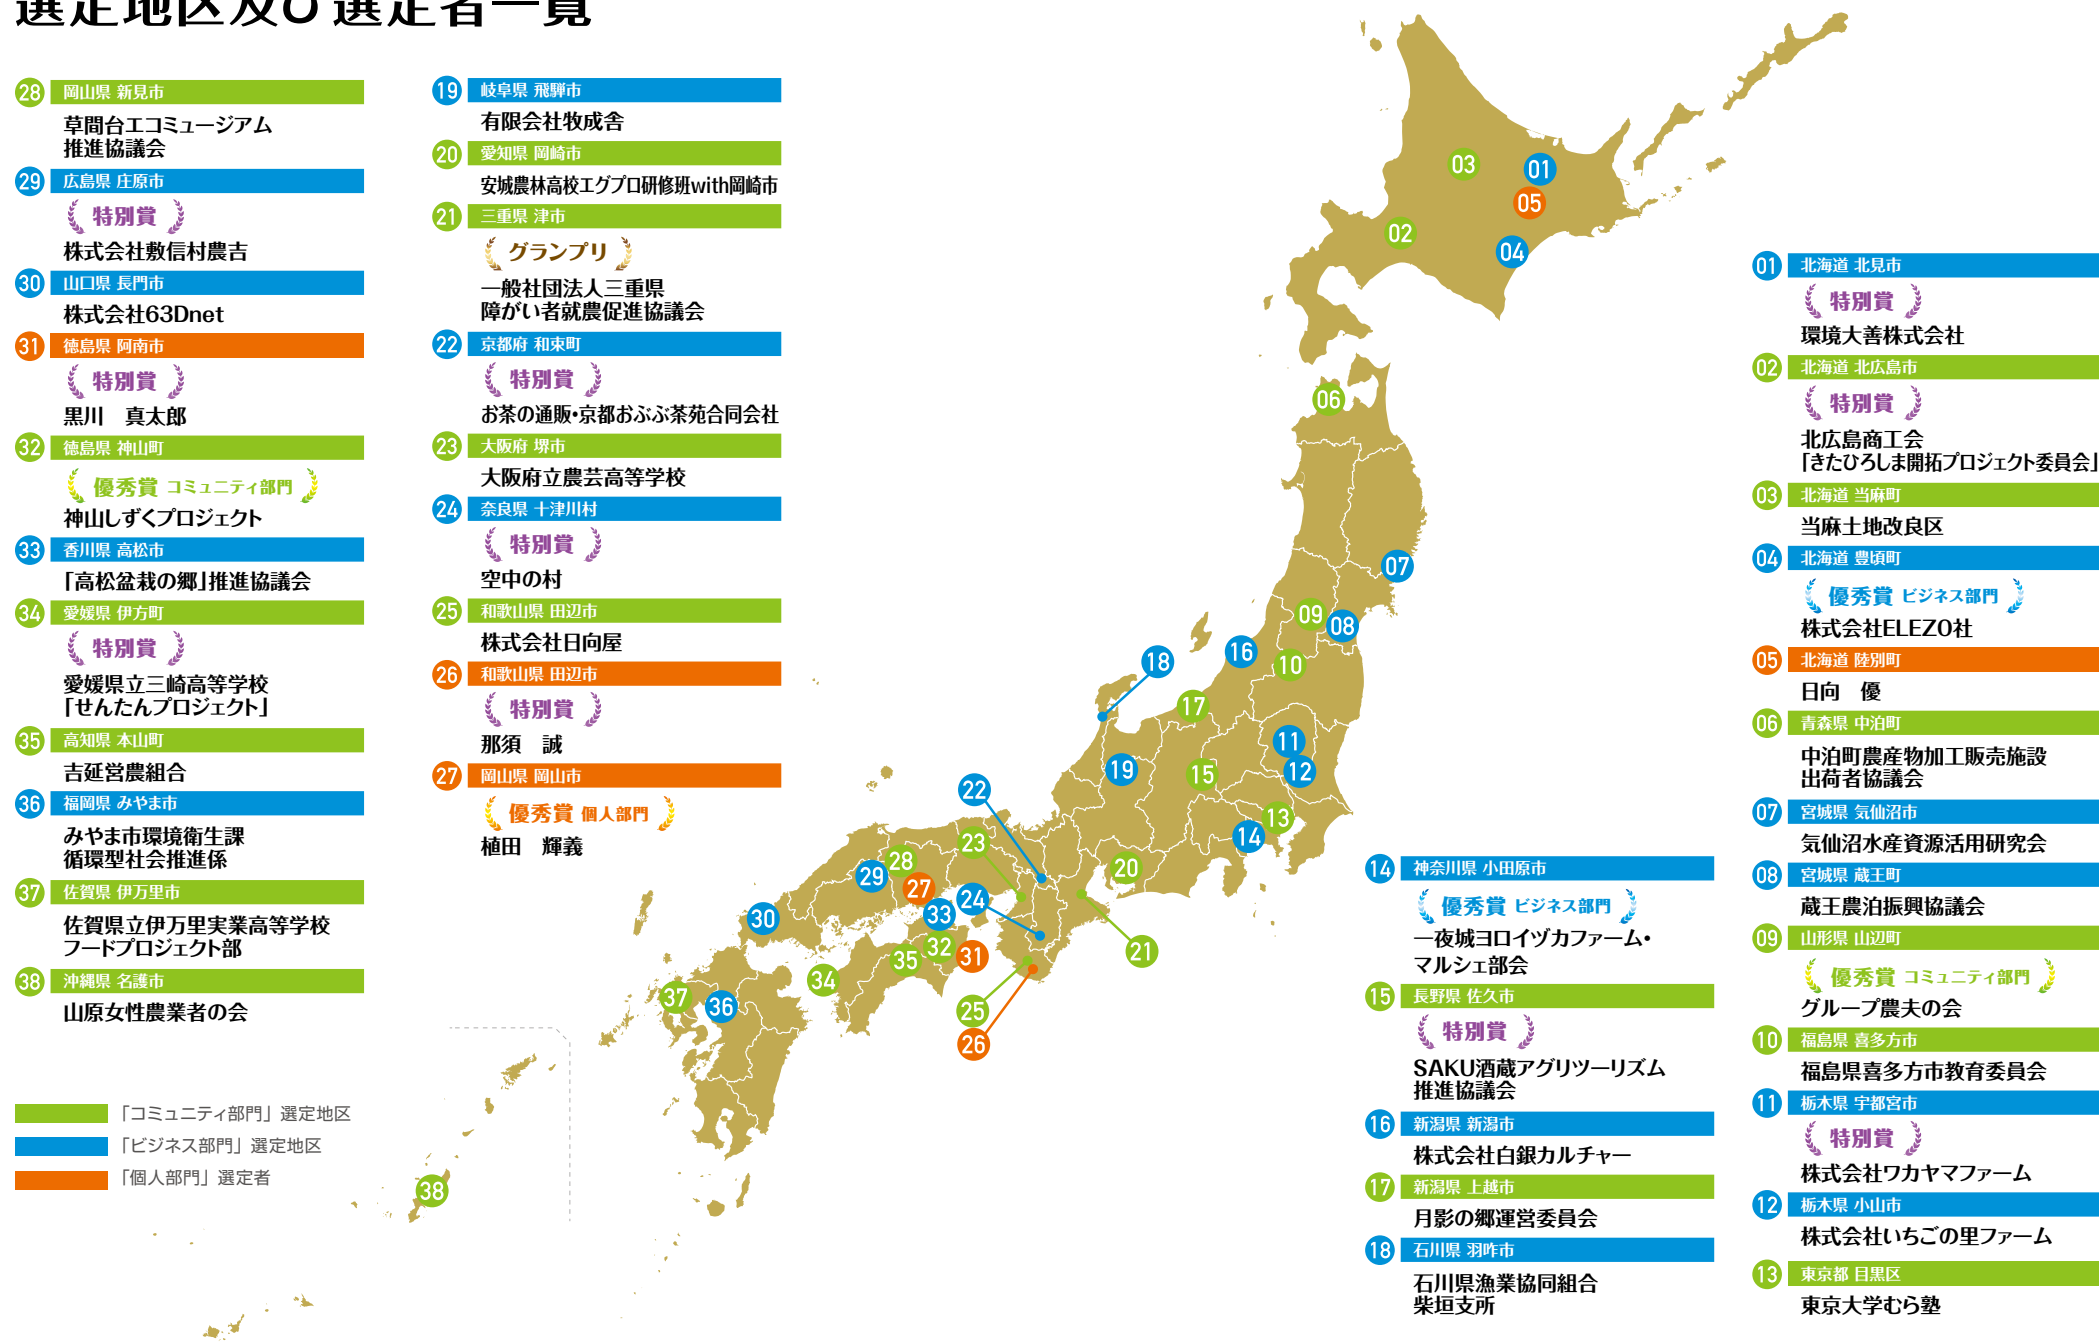 選定地区及び選定者一覧
28 岡山県 新見市
草間台エコミュージアム
推進協議会
29 広島県 庄原市
特別賞
株式会社敷信村農吉
30 山口県 長門市
株式会社63Dnet
31 徳島県 阿南市
特別賞
黒川　真太郎
32 徳島県 神山町
優秀賞 コミュニティ部門
神山しずくプロジェクト
33 香川県 高松市
「高松盆栽の郷」推進協議会
34 愛媛県 伊方町
特別賞
愛媛県立三崎高等学校
「せんたんプロジェクト」
35 高知県 本山町
吉延営農組合
36 福岡県 みやま市
みやま市環境衛生課
循環型社会推進係
37 佐賀県 伊万里市
佐賀県立伊万里実業高等学校
フードプロジェクト部
38 沖縄県 名護市
山原女性農業者の会
「コミュニティ部門」選定地区
「ビジネス部門」選定地区
「個人部門」選定者
19 岐阜県 飛騨市
有限会社牧成舎
20 愛知県 岡崎市
安城農林高校エグプロ研修班with岡崎市
21 三重県 津市
グランプリ
一般社団法人三重県
障がい者就農促進協議会
22 京都府 和束町
特別賞
お茶の通販・京都おぶぶ茶苑合同会社
23 大阪府 堺市
大阪府立農芸高等学校
24 奈良県 十津川村
特別賞
空中の村
25 和歌山県 田辺市
株式会社日向屋
26 和歌山県 田辺市
特別賞
那須　誠
27 岡山県 岡山市
優秀賞 個人部門
植田　輝義
03
01
05
02
04
06
07
09
08
16
10
18
17
11
19
15
12
22
13
14
23
28
20
29
27
24
30
33
32
31
35
21
34
37
36
25
26
38
14 神奈川県 小田原市
優秀賞 ビジネス部門
一夜城ヨロイヅカファーム・
マルシェ部会
15 長野県 佐久市
特別賞
SAKU酒蔵アグリツーリズム
推進協議会
16 新潟県 新潟市
株式会社白銀カルチャー
17 新潟県 上越市
月影の郷運営委員会
18 石川県 羽咋市
石川県漁業協同組合
柴垣支所
01 北海道 北見市
特別賞
環境大善株式会社
02 北海道 北広島市
特別賞
北広島商工会
「きたひろしま開拓プロジェクト委員会」
03 北海道 当麻町
当麻土地改良区
04 北海道 豊頃町
優秀賞 ビジネス部門
株式会社ELEZO社
05 北海道 陸別町
日向　優
06 青森県 中泊町
中泊町農産物加工販売施設
出荷者協議会
07 宮城県 気仙沼市
気仙沼水産資源活用研究会
08 宮城県 蔵王町
蔵王農泊振興協議会
09 山形県 山辺町
優秀賞 コミュニティ部門
グループ農夫の会
10 福島県 喜多方市
福島県喜多方市教育委員会
11 栃木県 宇都宮市
特別賞
株式会社ワカヤマファーム
12 栃木県 小山市
株式会社いちごの里ファーム
13 東京都 目黒区
東京大学むら塾